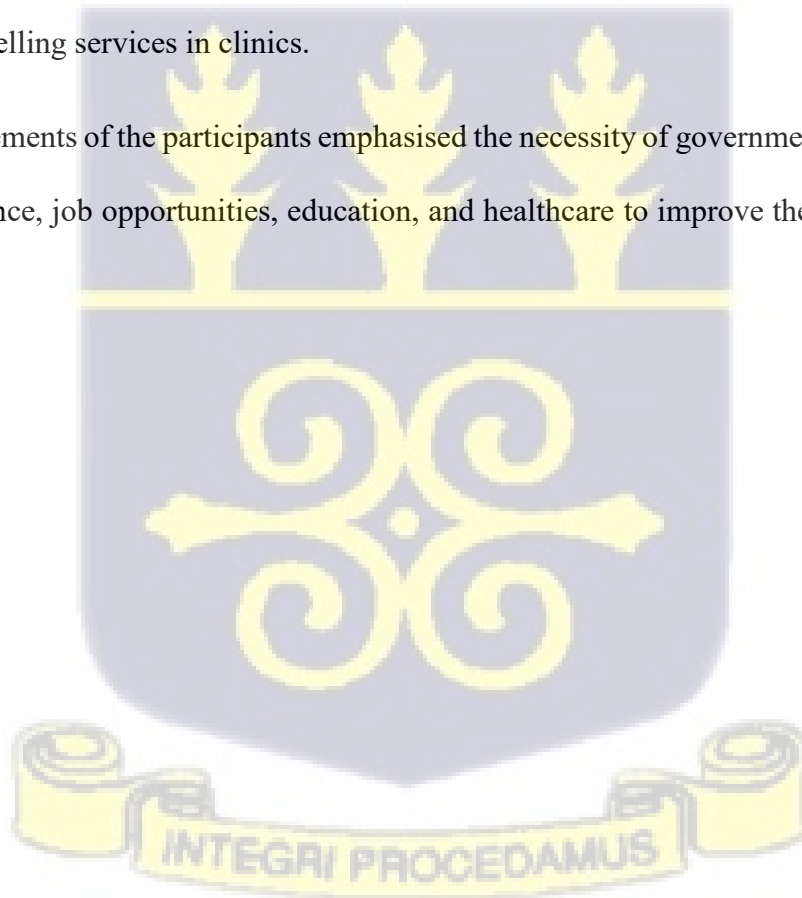 elling services in clinics.
ements of the participants emphasised the necessity of governme
nce, job opportunities, education, and healthcare to improve the
INTEGRI PROCEDAMUS